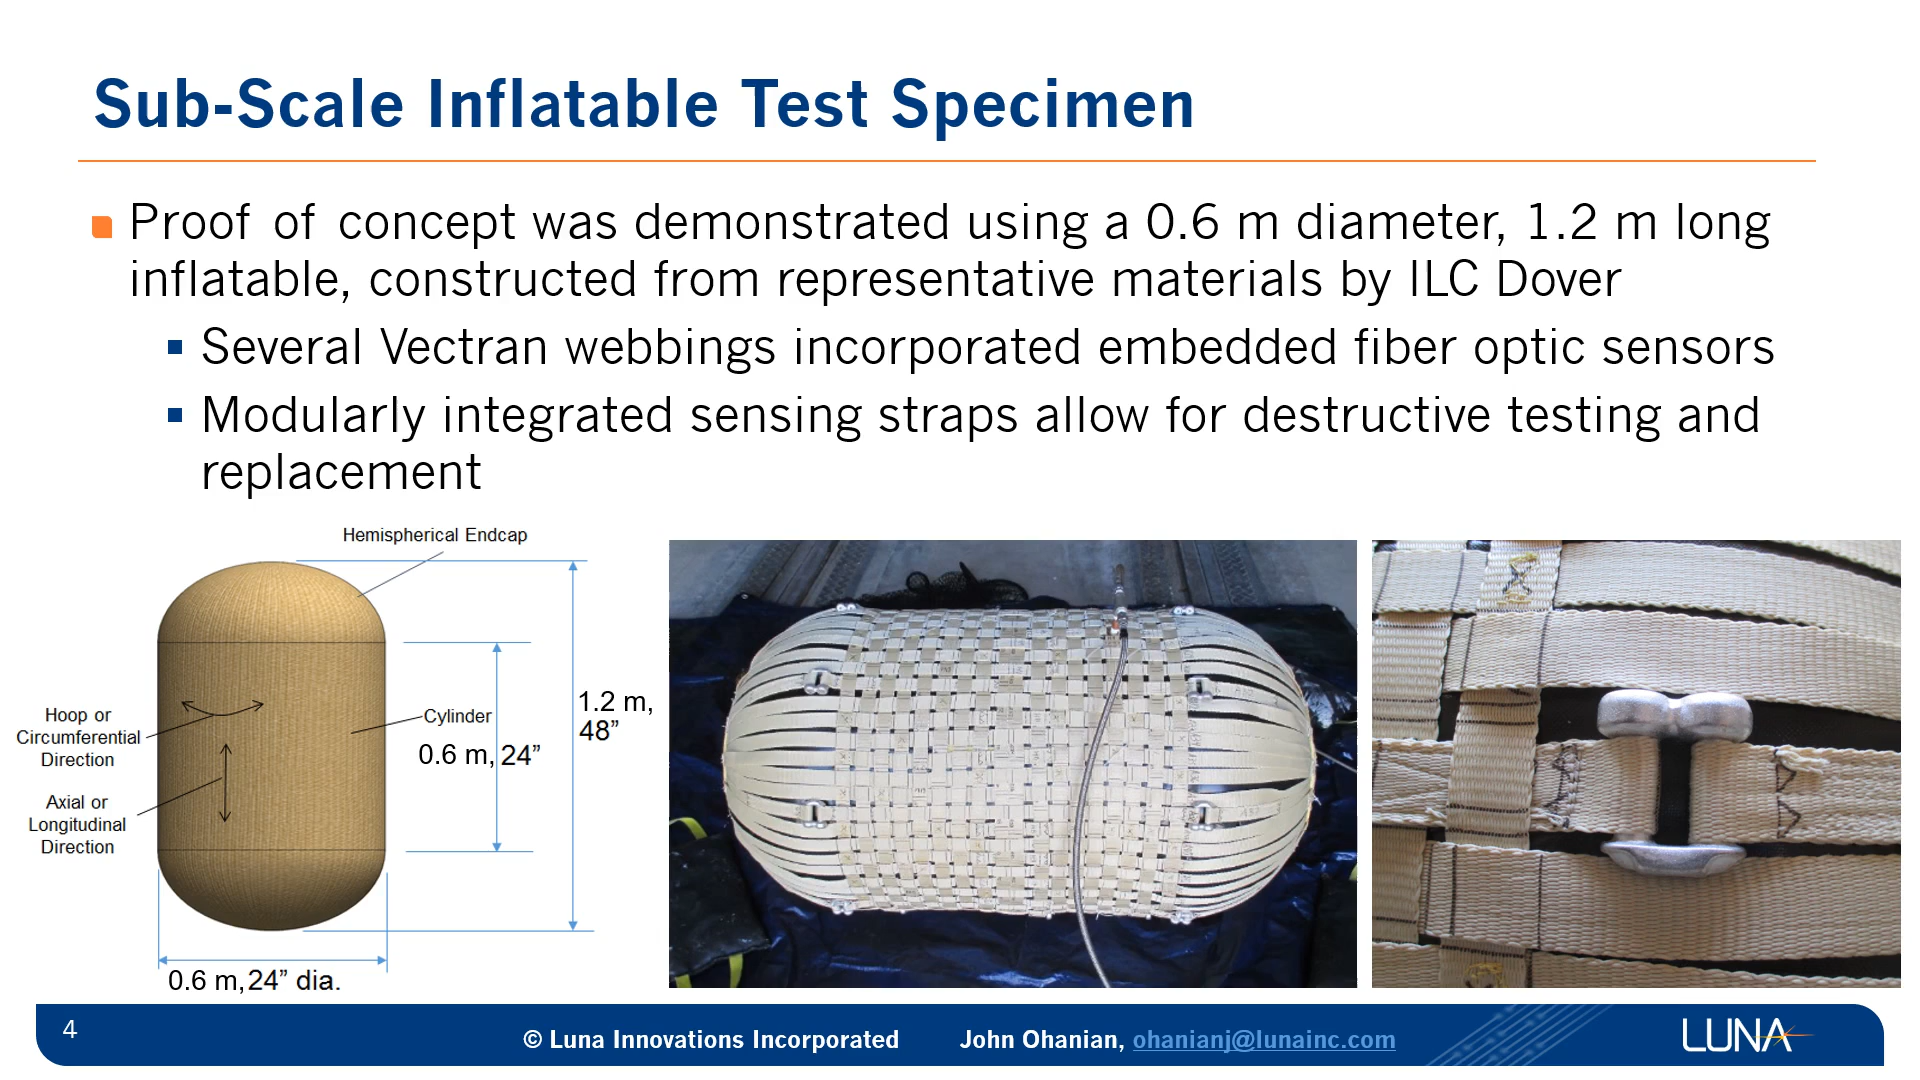 Sub-Scale Inflatable Test Specimen
Proof of concept was demonstrated using a 0.6 m diameter, 1.2 m long
inflatable, constructed from representative materials by ILC Dover
Several Vectran webbings incorporated embedded fiber optic sensors
Modularly integrated sensing straps allow for destructive testing and
replacement
Hemispherical Endcap
Hoop or
Circumferential
Direction
Axial or
Longitudinal
Direction
Cylinder
0.6 m, 24”
1.2 m,
48”
0.6 m, 24” dia.
4
© Luna Innovations Incorporated
John Ohanian, ohanianj@lunainc.com
LUNA